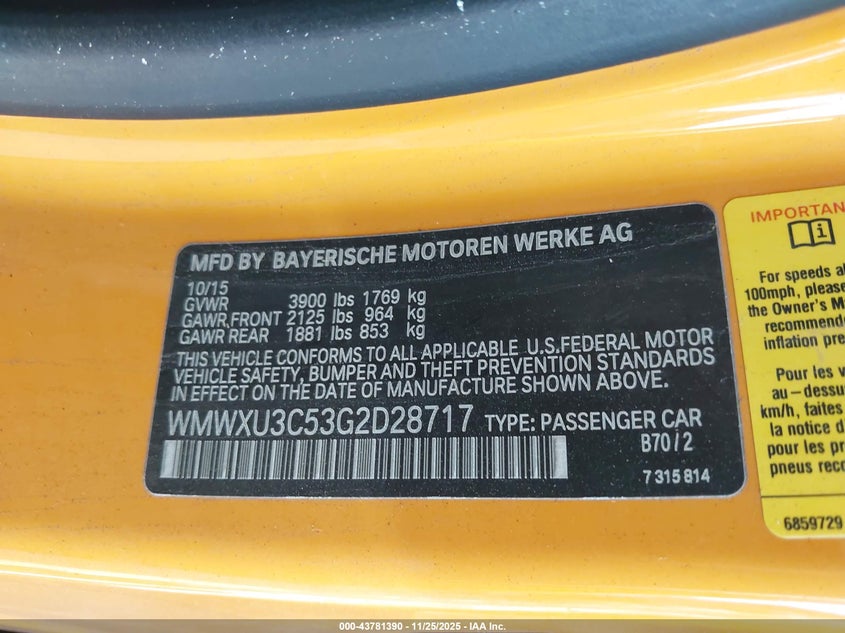 MFD BY BAYERISCHE MOTOREN WERKE AG
10/15
GVWR 3900 lbs 1769 kg
GAWR FRONT 2125 lbs 964 kg
GAWR REAR 1881 lbs 853 kg
THIS VEHICLE CONFORMS TO ALL APPLICABLE U.S.FEDERAL MOTOR
VEHICLE SAFETY, BUMPER AND THEFT PREVENTION STANDARDS
IN EFFECT ON THE DATE OF MANUFACTURE SHOWN ABOVE.
WMWXU3C53G2D28717 TYPE: PASSENGER CAR
B70/2
7 315 814
IMPORTAN
i
For speeds a
100mph, please
the Owner's M
recommend
inflation pre
Pour les v
au-dessu
km/h, faites
la notice d
pour les pr
pneus reco
6859729
000-43781390 - 11/25/2025 - IAA Inc.